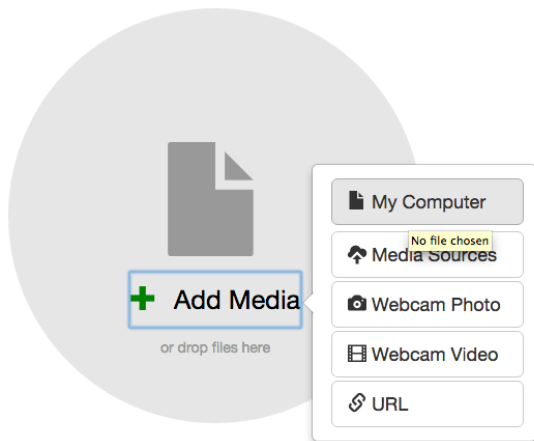 Add Media
or drop files here
My Computer
No file chosen
Media Sources
Webcam Photo
Webcam Video
URL